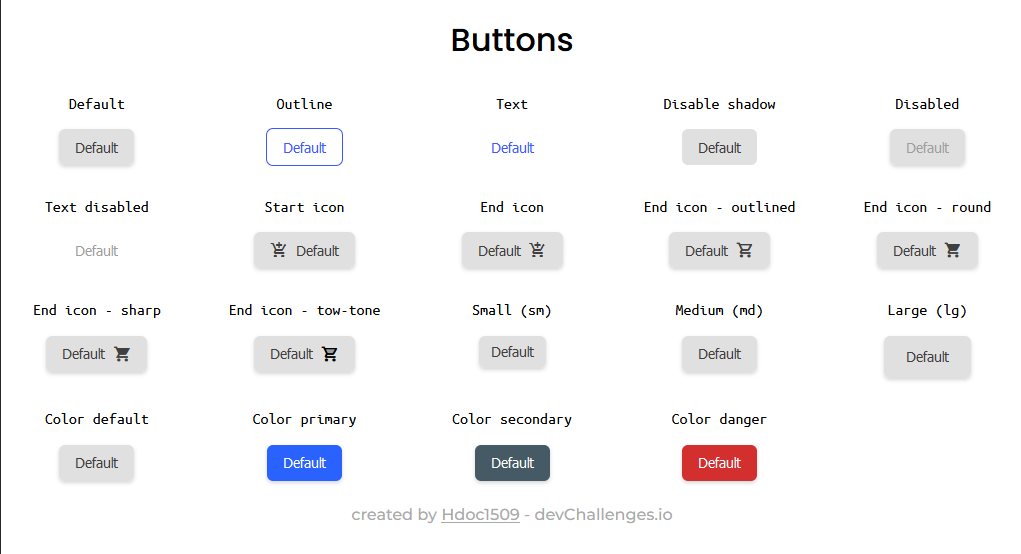 Buttons
Default Outline Text Disable shadow Disabled
Default Default Default Default Default
Text disabled Start icon End icon End icon - outlined End icon - round
Default Default Default Default Default
End icon - sharp End icon - tow-tone Small (sm) Medium (md) Large (lg)
Default Default Default Default Default
Color default Color primary Color secondary Color danger
Default Default Default Default
created by Hdoc1509 - devChallenges.io